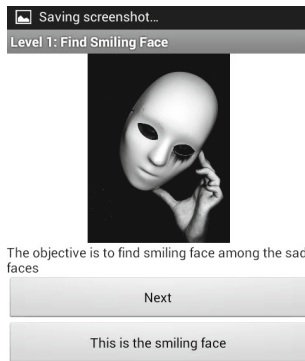 Saving screenshot...
Level 1: Find Smiling Face
The objective is to find smiling face among the sad
faces
Next
This is the smiling face